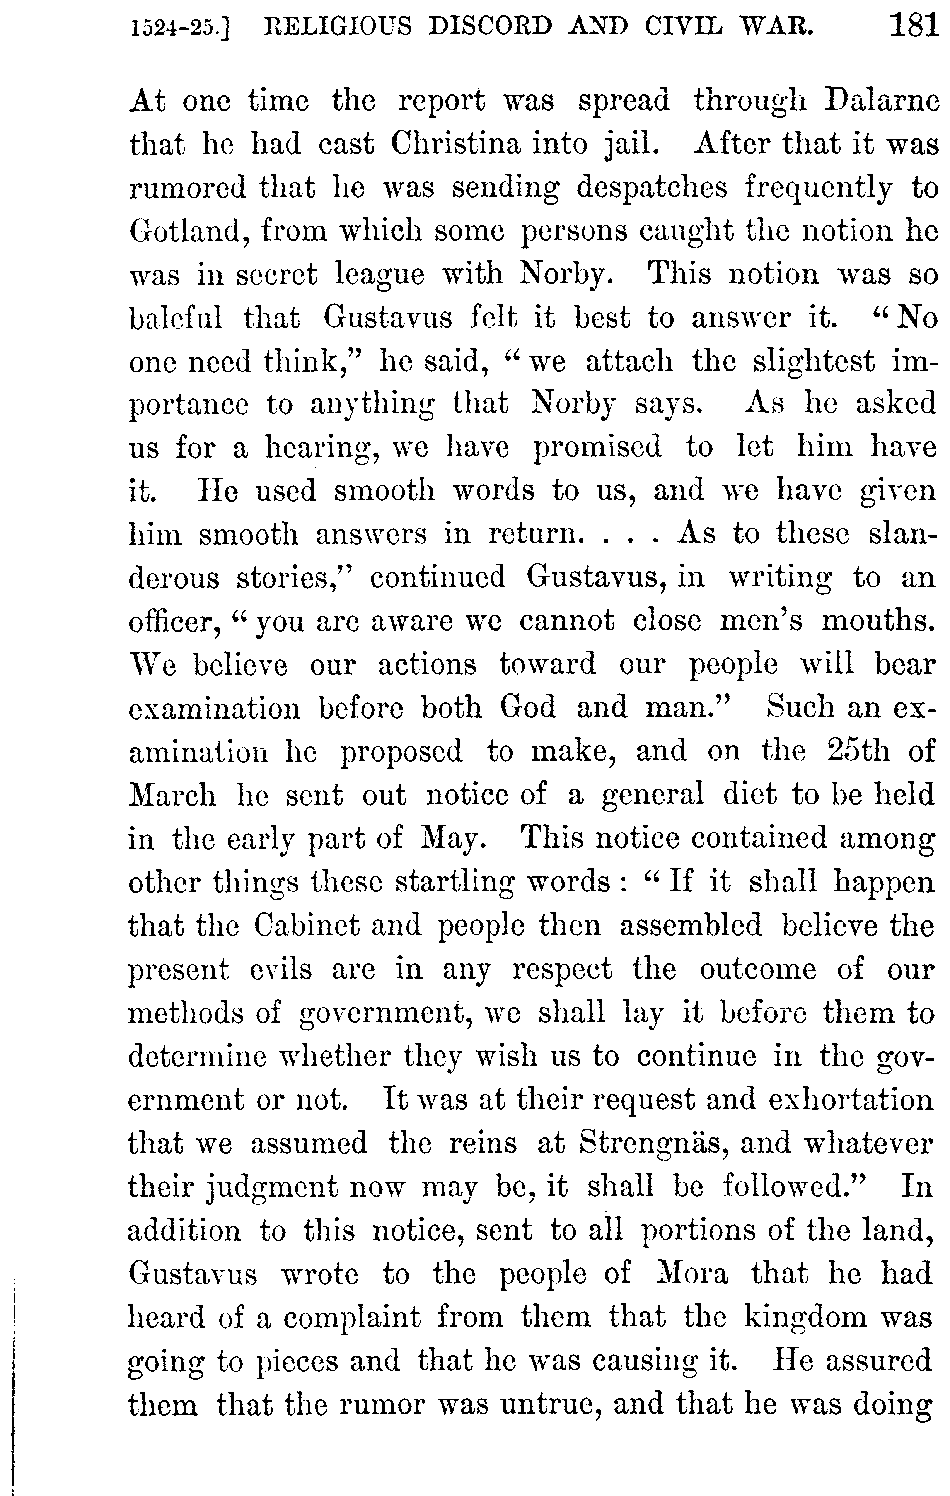 1524-25.] RELIGIOUS DISCORD AND CIVIL WAR. 181
At one time the report was spread through Dalarne
that he had cast Christina into jail. After that it was
rumored that he was sending despatches frequently to
Gotland, from which some persons caught the notion he
was in secret league with Norby. This notion was so
baleful that Gustavus felt it best to answer it. “No
one need think,” he said, “we attach the slightest im-
portance to anything that Norby says. As he asked
us for a hearing, we have promised to let him have
it. He used smooth words to us, and we have given
him smooth answers in return. . . . As to these slan-
derous stories,” continued Gustavus, in writing to an
officer, “you are aware we cannot close men’s mouths.
We believe our actions toward our people will bear
examination before both God and man.” Such an ex-
amination he proposed to make, and on the 25th of
March he sent out notice of a general diet to be held
in the early part of May. This notice contained among
other things these startling words: “If it shall happen
that the Cabinet and people then assembled believe the
present evils are in any respect the outcome of our
methods of government, we shall lay it before them to
determine whether they wish us to continue in the gov-
ernment or not. It was at their request and exhortation
that we assumed the reins at Strengnäs, and whatever
their judgment now may be, it shall be followed.” In
addition to this notice, sent to all portions of the land,
Gustavus wrote to the people of Mora that he had
heard of a complaint from them that the kingdom was
going to pieces and that he was causing it. He assured
them that the rumor was untrue, and that he was doing